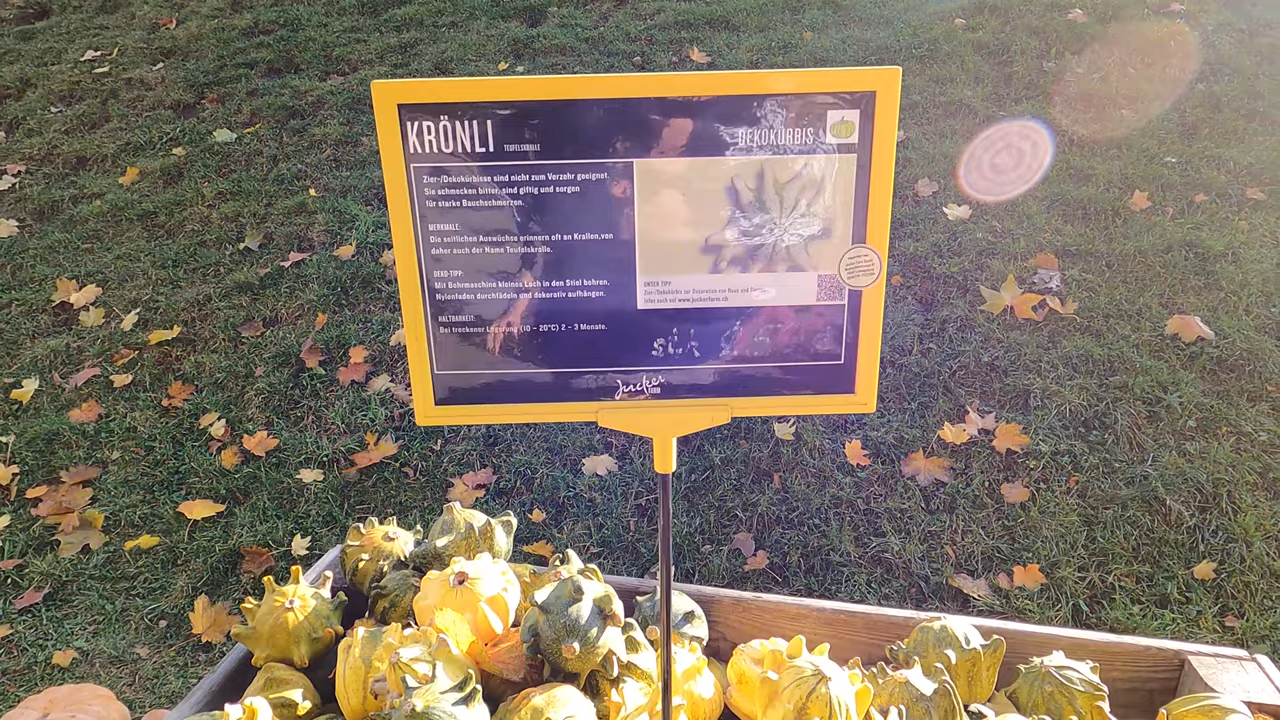 KRÖNLI TEUFELSKRALLE
DEKOKÜRBIS
Zier-/Dekokürbisse sind nicht zum Verzehr geeignet.
Sie schmecken bitter, sind giftig und sorgen
für starke Bauchschmerzen.
MERKMALE:
Die seitlichen Auswüchse erinnern oft an Krallen,von
daher auch der Name Teufelskralle.
DEKO-TIPP:
Mit Bohrmaschine kleines Loch in den Stiel bohren,
Nylonfaden durchfädeln und dekorativ aufhängen.
HALTBARKEIT:
Bei trockener Lagerung (10 – 20°C) 2 – 3 Monate.
UNSER TIPP:
Zier-/Dekokürbis zur Dekoration von Haus und
Infos auch auf www.juckerfarm.ch
Jucker
FARM